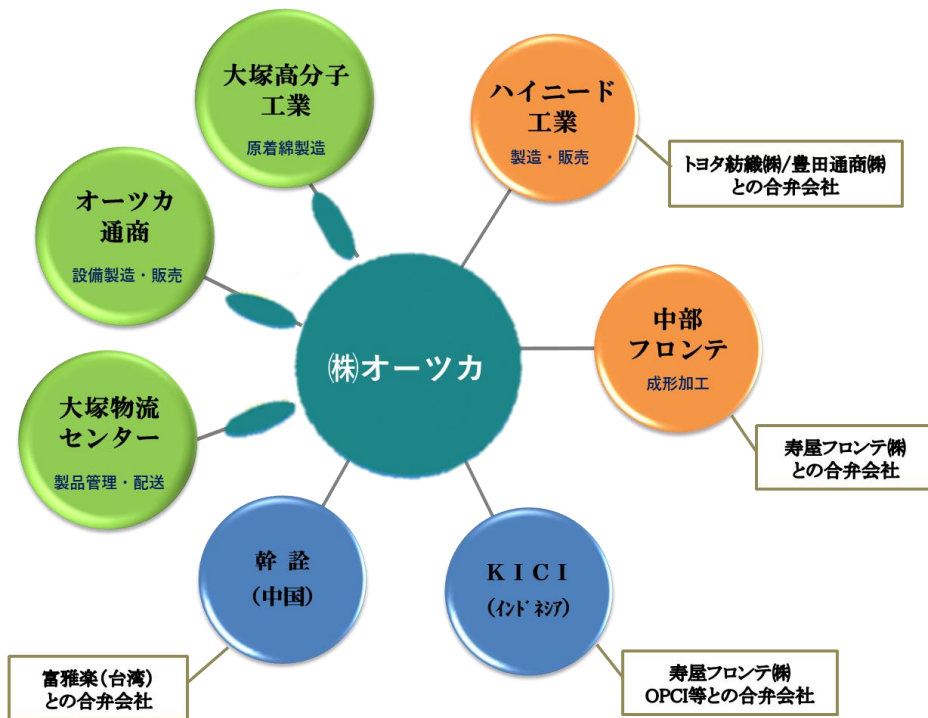 大塚高分子
工業
原着綿製造
ハイニード
工業
製造・販売
トヨタ紡織㈱/豊田通商㈱
との合弁会社
オーツカ
通商
設備製造・販売
㈱オーツカ
中部
フロンテ
成形加工
寿屋フロンテ㈱
との合弁会社
大塚物流
センター
製品管理・配送
幹 詮
(中国)
富雅楽(台湾)
との合弁会社
ＫＩＣＩ
(ｲﾝﾄﾞﾈｼｱ)
寿屋フロンテ㈱
OPCI等との合弁会社